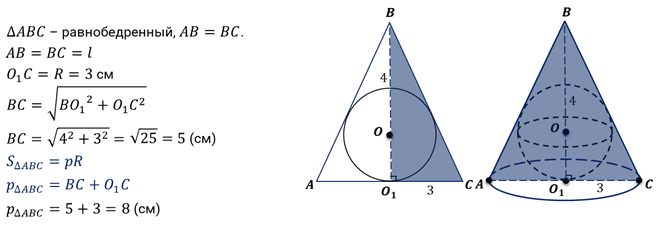 ΔABC – равнобедренный, AB = BC.
AB = BC = l
O₁C = R = 3 см
BC = √(BO₁² + O₁C²)
BC = √(4² + 3²) = √25 = 5 (см)
S_ΔABC = pR
p_ΔABC = BC + O₁C
p_ΔABC = 5 + 3 = 8 (см)
B
4
O
A
O₁
3
C
B
4
O
A
O₁
3
C